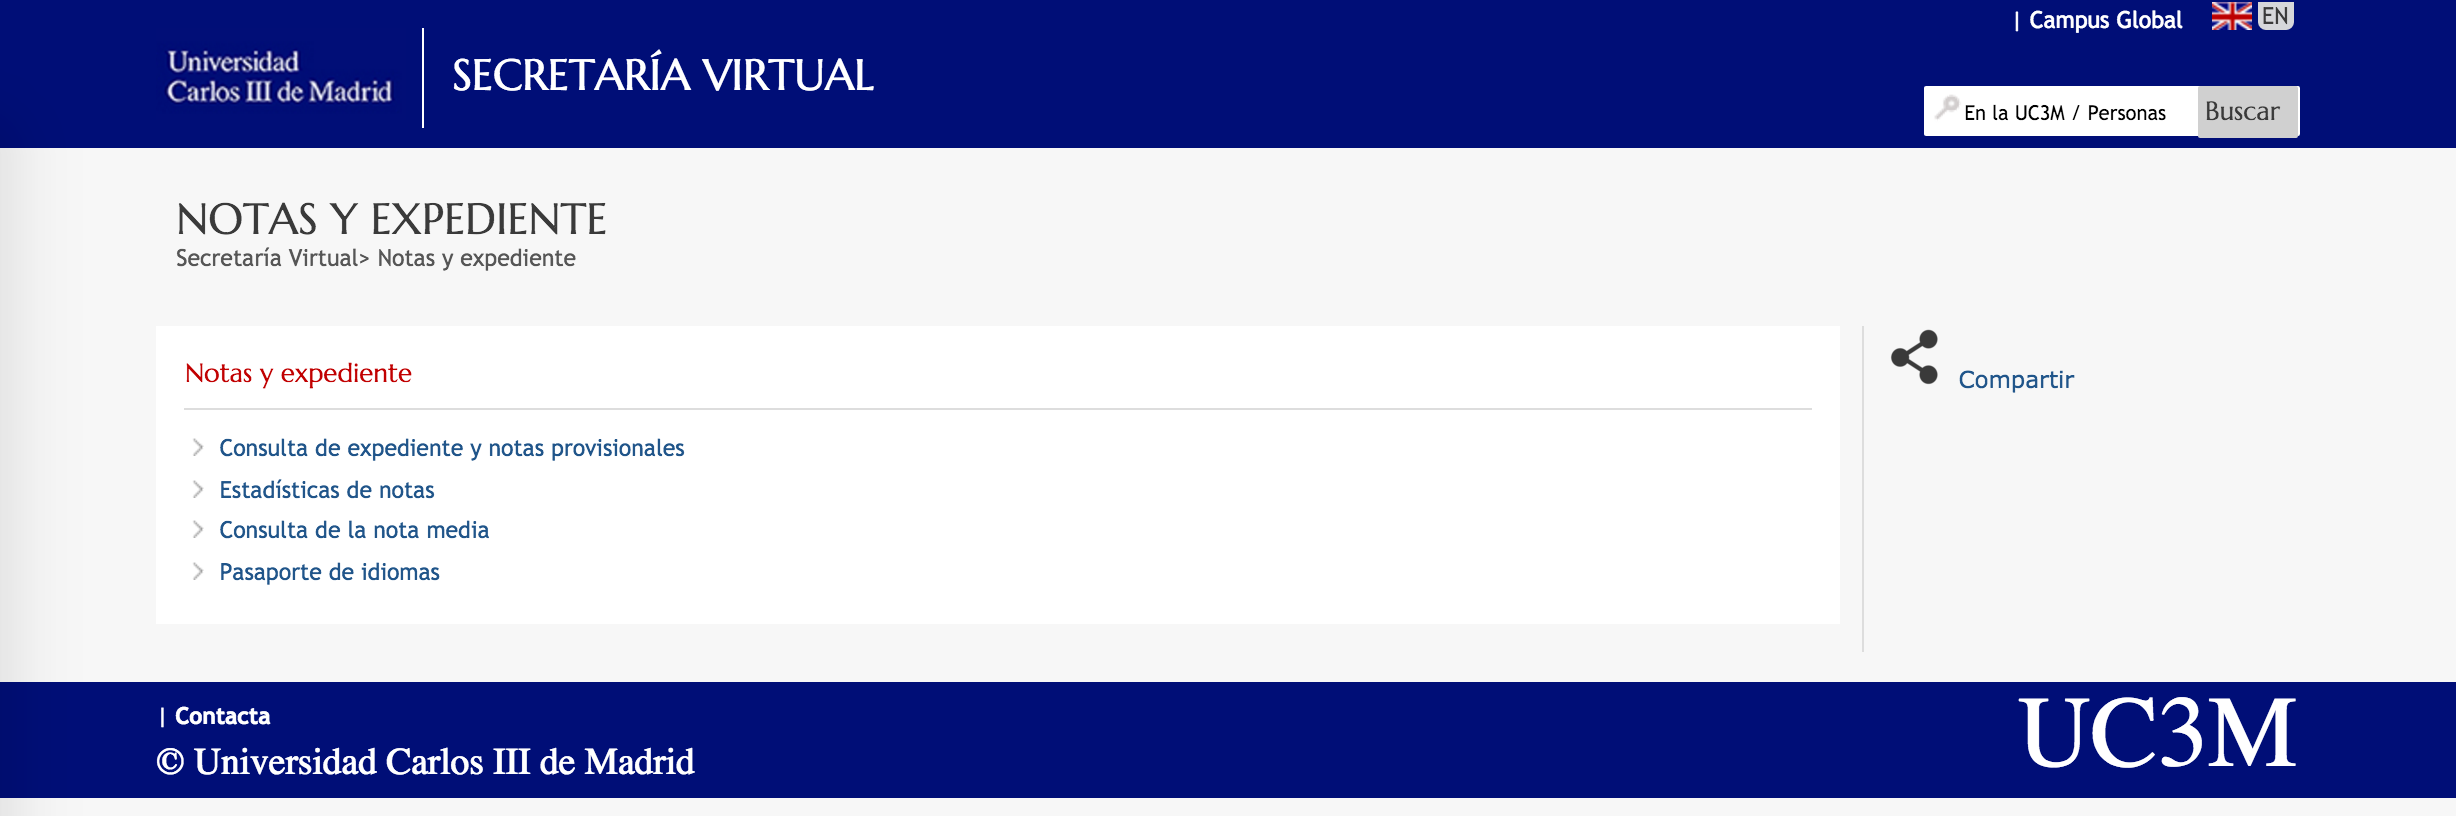 | Campus Global EN
Universidad
Carlos III de Madrid
SECRETARÍA VIRTUAL
En la UC3M / Personas Buscar
NOTAS Y EXPEDIENTE
Secretaría Virtual> Notas y expediente
Notas y expediente
Compartir
Consulta de expediente y notas provisionales
Estadísticas de notas
Consulta de la nota media
Pasaporte de idiomas
| Contacta
© Universidad Carlos III de Madrid
UC3M